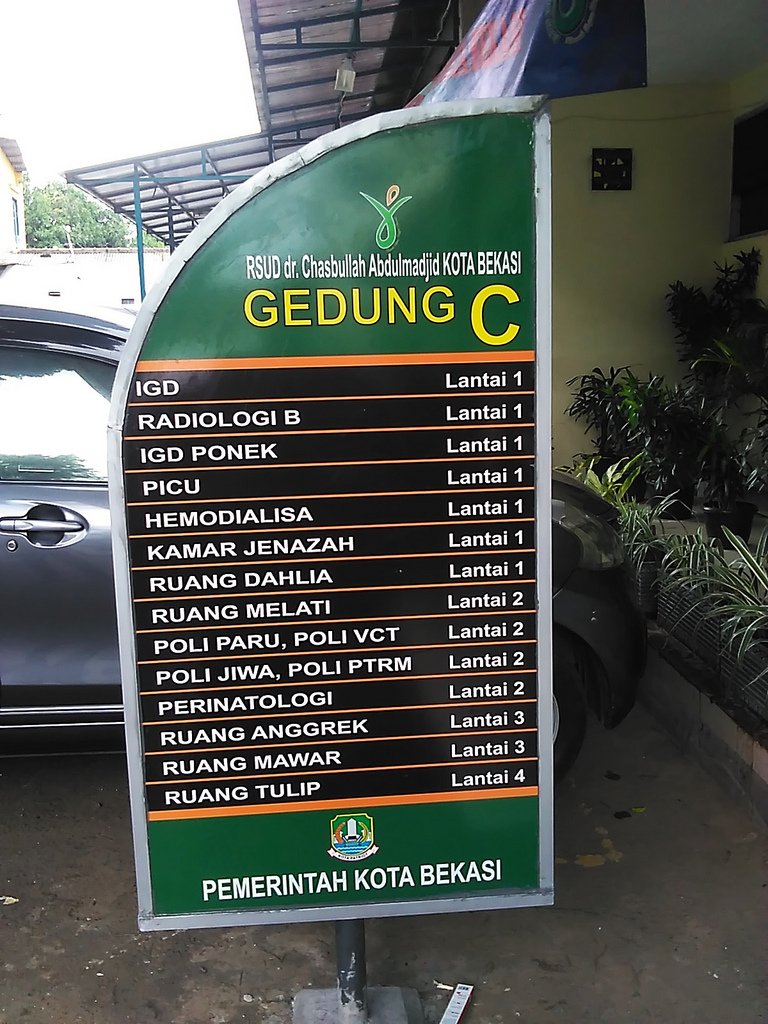 RSUD dr. Chasbullah Abdulmadjid KOTA BEKASI
GEDUNG C
IGD Lantai 1
RADIOLOGI B Lantai 1
IGD PONEK Lantai 1
PICU Lantai 1
HEMODIALISA Lantai 1
KAMAR JENAZAH Lantai 1
RUANG DAHLIA Lantai 1
RUANG MELATI Lantai 2
POLI PARU, POLI VCT Lantai 2
POLI JIWA, POLI PTRM Lantai 2
PERINATOLOGI Lantai 2
RUANG ANGGREK Lantai 3
RUANG MAWAR Lantai 3
RUANG TULIP Lantai 4
PEMERINTAH KOTA BEKASI